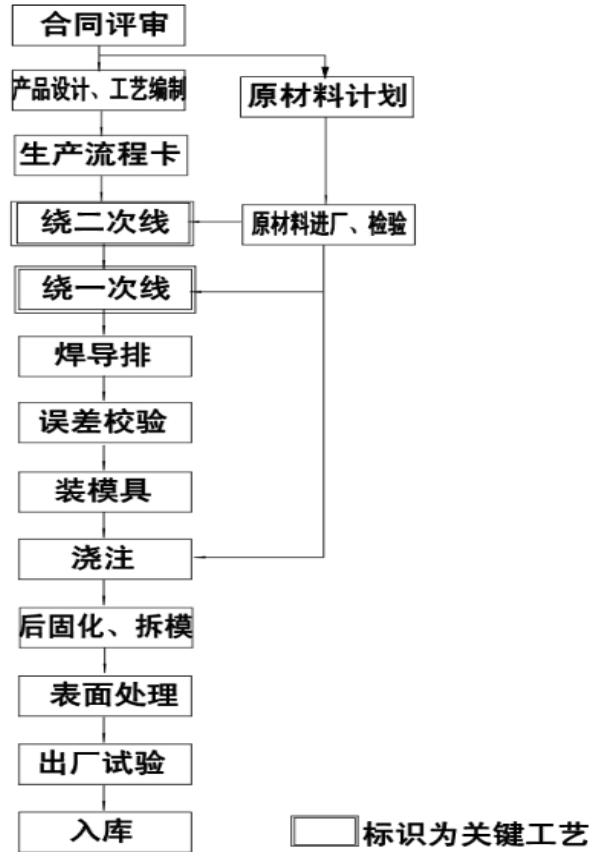 合同评审
产品设计、工艺编制
原材料计划
生产流程卡
绕二次线
原材料进厂、检验
绕一次线
焊导排
误差校验
装模具
浇注
后固化、拆模
表面处理
出厂试验
入库
标识为关键工艺